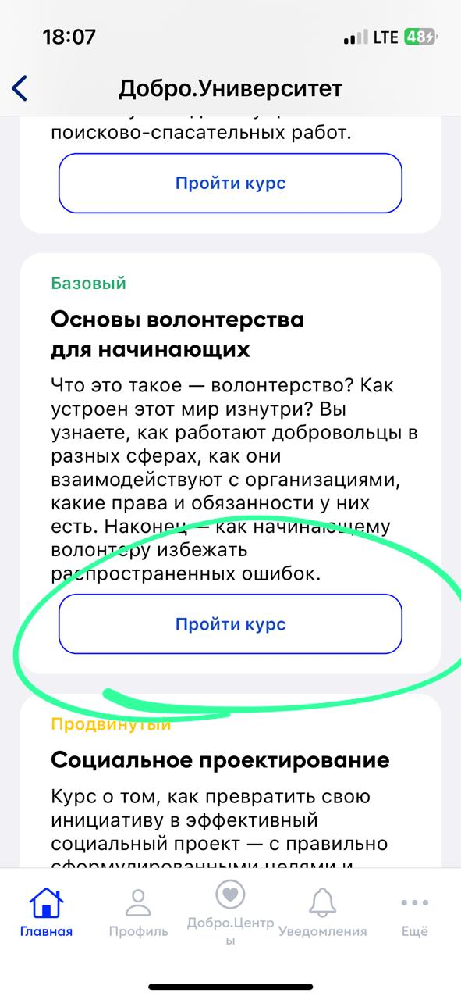 18:07
LTE 48
Добро.Университет
поисково-спасательных работ.
Пройти курс
Базовый
Основы волонтерства
для начинающих
Что это такое — волонтерство? Как
устроен этот мир изнутри? Вы
узнаете, как работают добровольцы в
разных сферах, как они
взаимодействуют с организациями,
какие права и обязанности у них
есть. Наконец — как начинающему
волонтеру избежать
распространенных ошибок.
Пройти курс
Продвинутый
Социальное проектирование
Курс о том, как превратить свою
инициативу в эффективный
социальный проект — с правильно
сформулированными целями и
Главная
Профиль
Добро.Центр
ы
Уведомления
Ещё